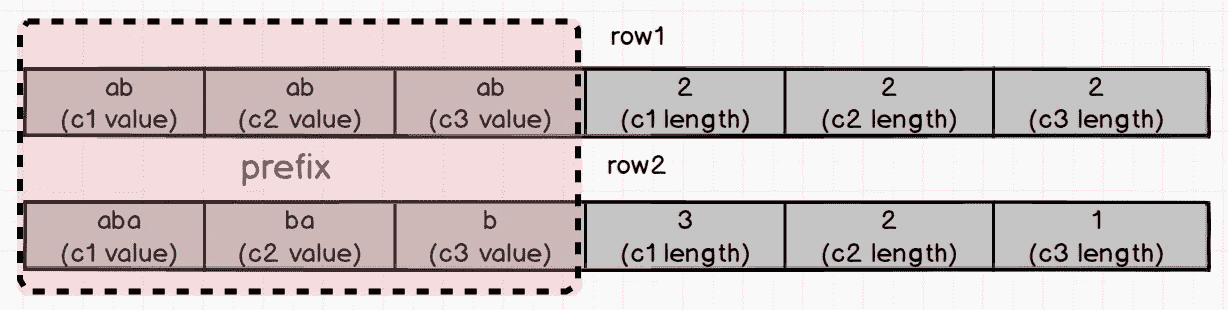 row1
ab ab ab 2 2 2
(c1 value) (c2 value) (c3 value) (c1 length) (c2 length) (c3 length)
prefix row2
aba ba b 3 2 1
(c1 value) (c2 value) (c3 value) (c1 length) (c2 length) (c3 length)